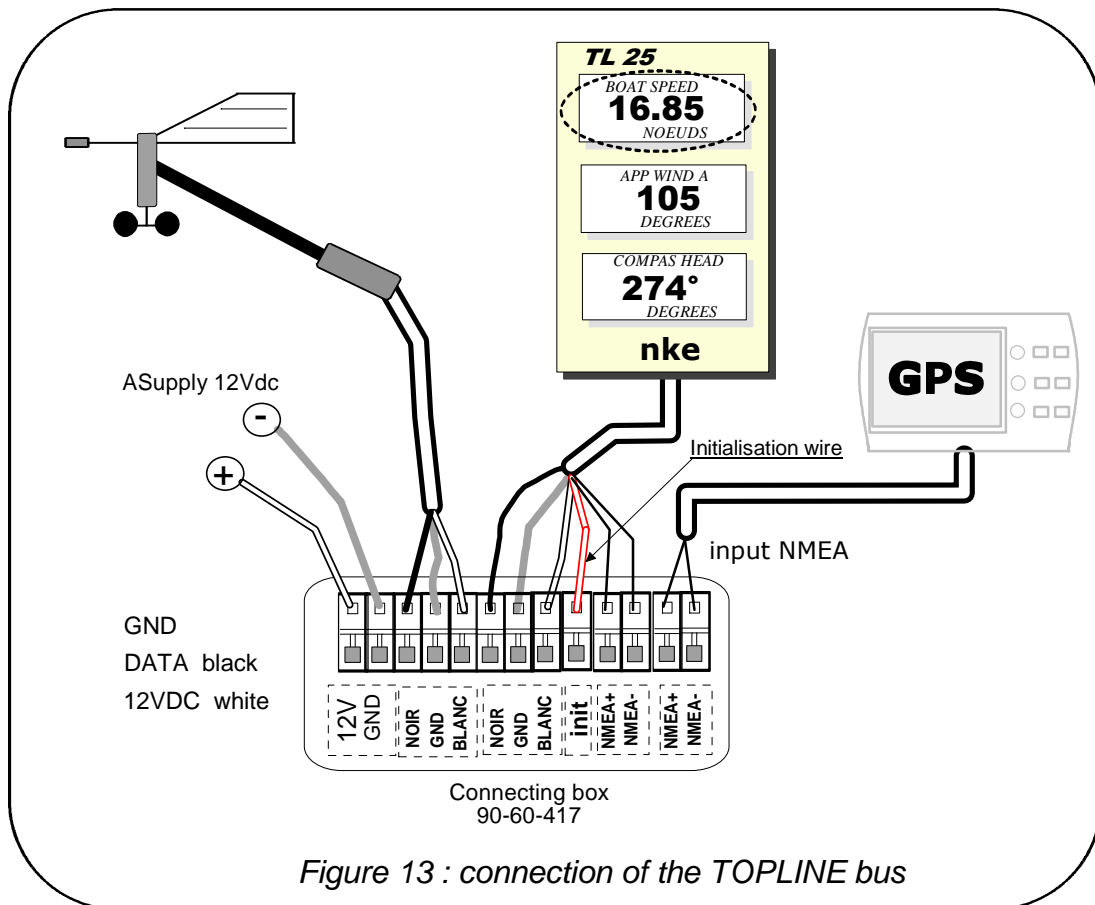 TL 25
BOAT SPEED
16.85
NOEUDS
APP WIND A
105
DEGREES
COMPAS HEAD
274°
DEGREES
nke
GPS
ASupply 12Vdc
-
+
Initialisation wire
input NMEA
GND
DATA black
12VDC white
12V
GND
NOIR
GND
BLANC
NOIR
GND
BLANC
init
NMEA+
NMEA-
NMEA+
NMEA-
Connecting box
90-60-417
Figure 13 : connection of the TOPLINE bus